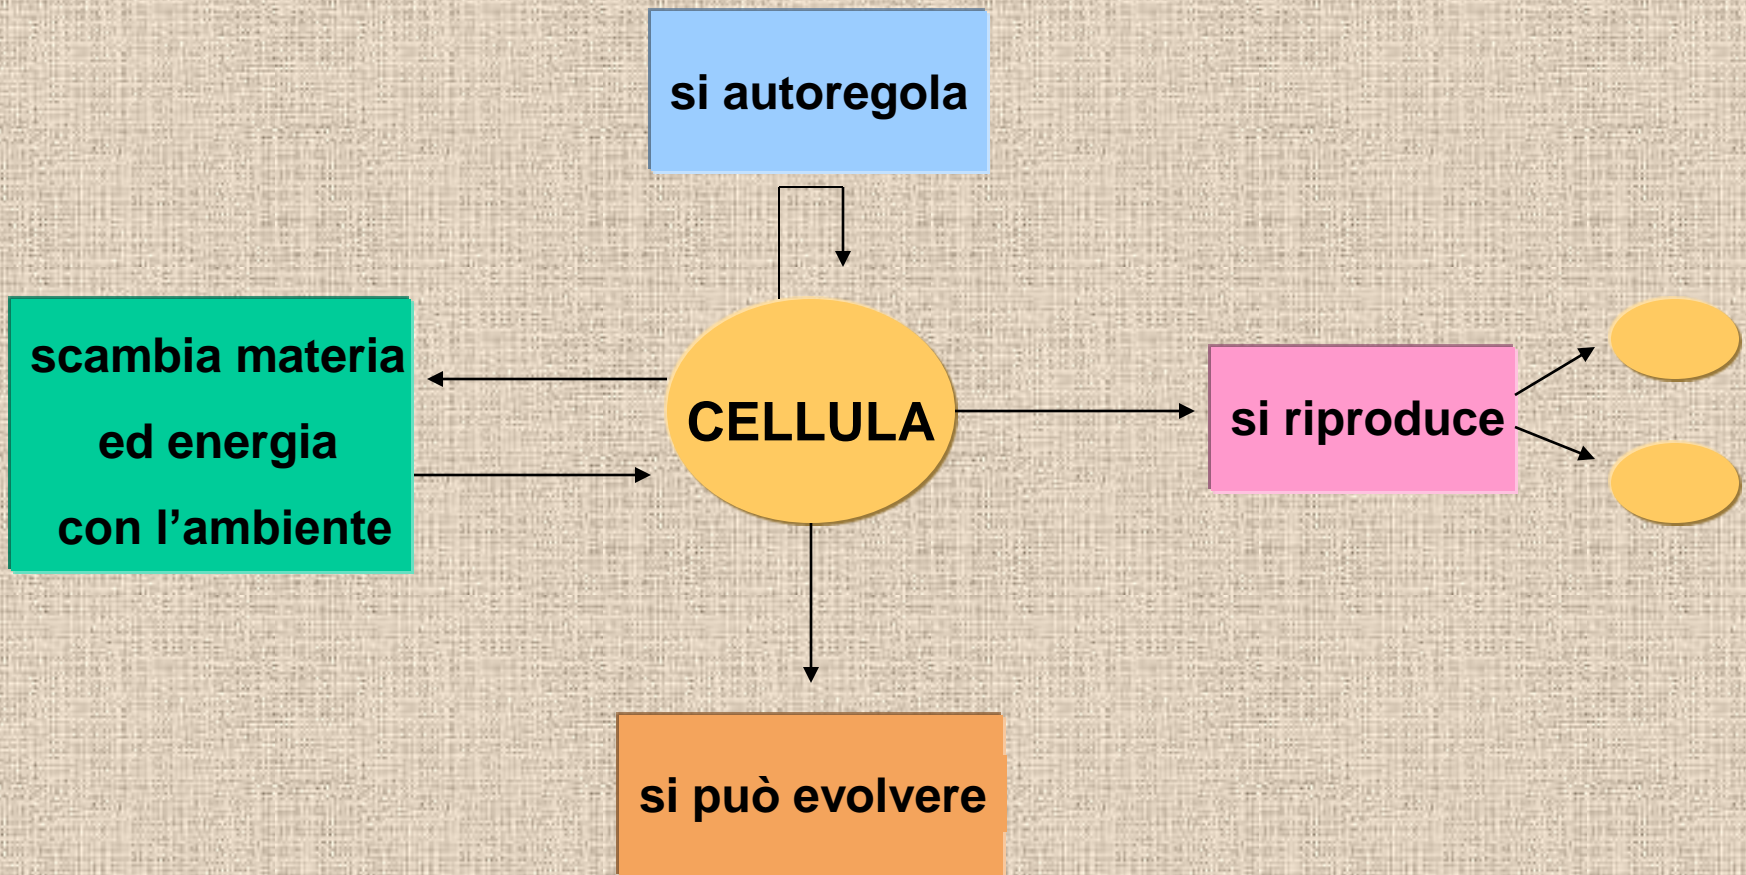 si autoregola
scambia materia
ed energia
con l’ambiente
CELLULA
si riproduce
si può evolvere